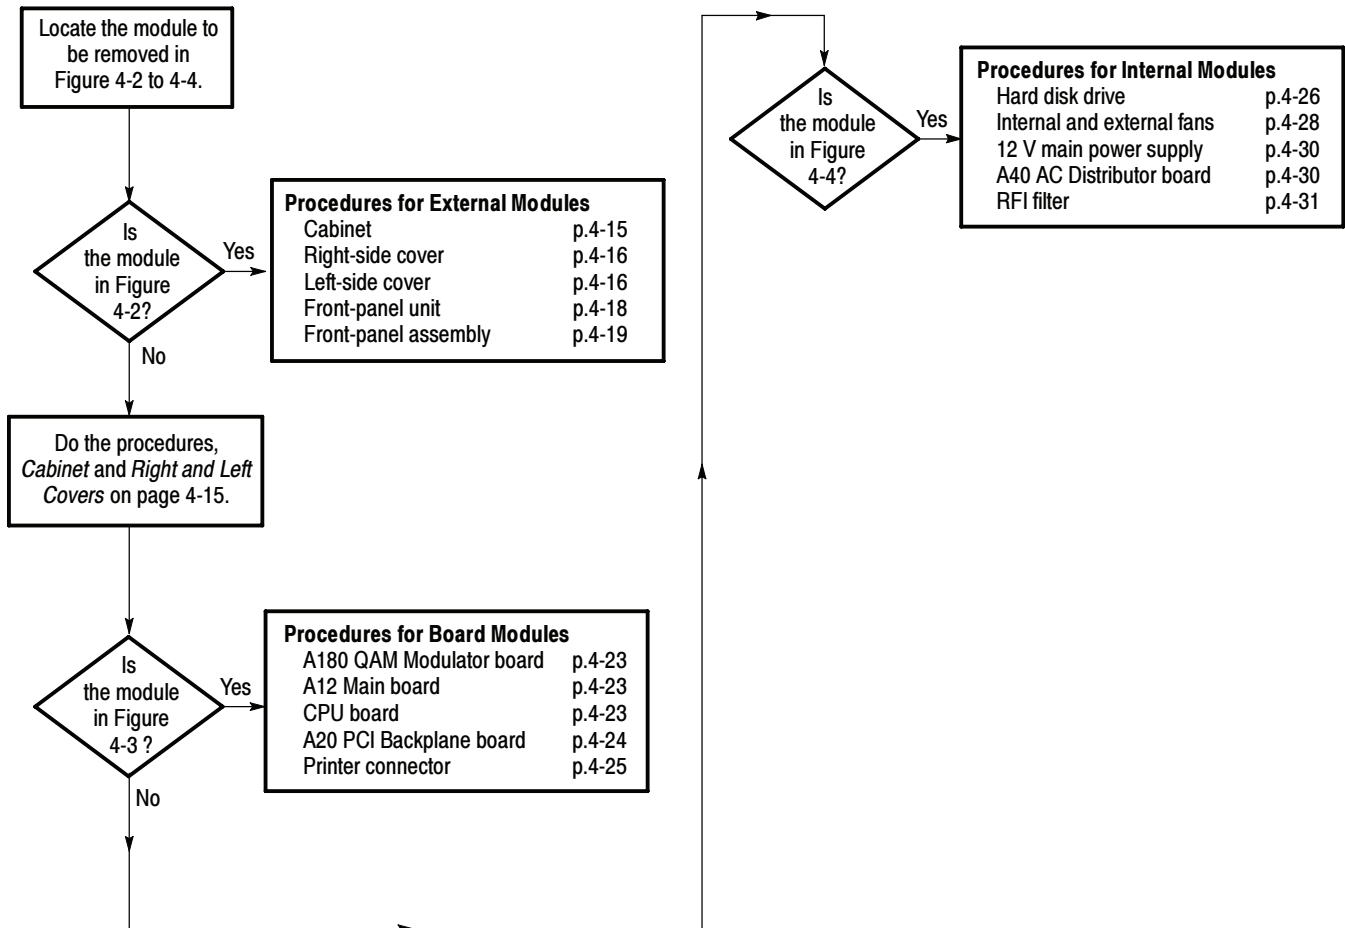 Locate the module to
be removed in
Figure 4-2 to 4-4.
Is
the module
in Figure
4-2?
Yes
Procedures for External Modules
Cabinet p.4-15
Right-side cover p.4-16
Left-side cover p.4-16
Front-panel unit p.4-18
Front-panel assembly p.4-19
No
Do the procedures,
Cabinet and Right and Left
Covers on page 4-15.
Is
the module
in Figure
4-3 ?
Yes
Procedures for Board Modules
A180 QAM Modulator board p.4-23
A12 Main board p.4-23
CPU board p.4-23
A20 PCI Backplane board p.4-24
Printer connector p.4-25
No
Is
the module
in Figure
4-4?
Yes
Procedures for Internal Modules
Hard disk drive p.4-26
Internal and external fans p.4-28
12 V main power supply p.4-30
A40 AC Distributor board p.4-30
RFI filter p.4-31